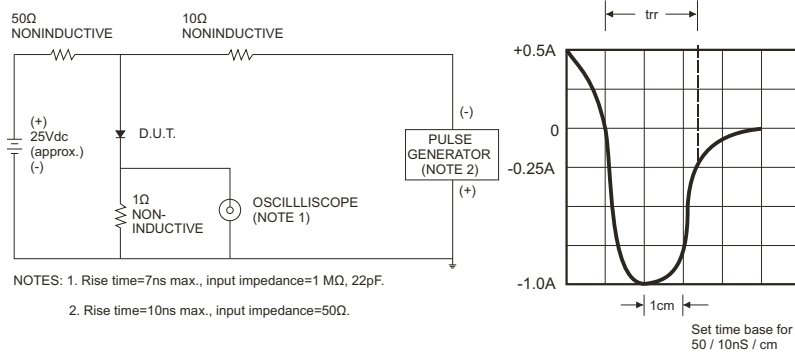 50Ω
NONINDUCTIVE
10Ω
NONINDUCTIVE
(+)
25Vdc
(approx.)
(-)
D.U.T.
1Ω
NON-
INDUCTIVE
OSCILLLISCOPE
(NOTE 1)
(-)
PULSE
GENERATOR
(NOTE 2)
(+)
NOTES: 1. Rise time=7ns max., input impedance=1 MΩ, 22pF.
2. Rise time=10ns max., input impedance=50Ω.
trr
+0.5A
0
-0.25A
-1.0A
1cm
Set time base for
50 / 10nS / cm